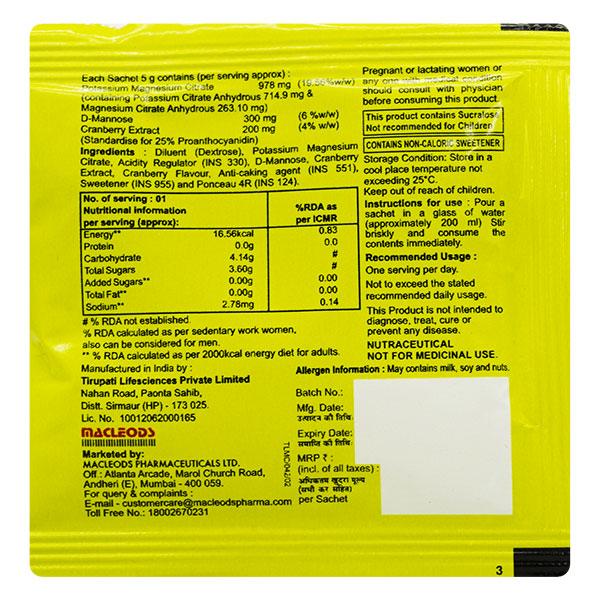 Each Sachet 5 g contains (per serving approx) :
Potassium Magnesium Citrate 978 mg (19.56%w/w)
(containing Potassium Citrate Anhydrous 714.9 mg &
Magnesium Citrate Anhydrous 263.10 mg)
D-Mannose 300 mg (6 %w/w)
Cranberry Extract 200 mg (4% w/w)
(Standardise for 25% Proanthocyanidin)
Ingredients : Diluent (Dextrose), Potassium Magnesium
Citrate, Acidity Regulator (INS 330), D-Mannose, Cranberry
Extract, Cranberry Flavour, Anti-caking agent (INS 551),
Sweetener (INS 955) and Ponceau 4R (INS 124).
No. of serving : 01
Nutritional information
per serving (approx): %RDA as
per ICMR
Energy** 16.56kcal 0.83
Protein 0.0g 0.0
Carbohydrate 4.14g #
Total Sugars 3.60g #
Added Sugars** 0.00g 0.00
Total Fat** 0.00g 0.00
Sodium** 2.78mg 0.14
# % RDA not established
% RDA calculated as per sedentary work women,
also can be considered for men.
** % RDA calculated as per 2000kcal energy diet for adults.
Manufactured in India by :
Tirupati Lifesciences Private Limited
Nahan Road, Paonta Sahib,
Distt. Sirmaur (HP) - 173 025.
Lic. No. 10012062000165
MACLEODS
Marketed by:
MACLEODS PHARMACEUTICALS LTD.
Off : Atlanta Arcade, Marol Church Road,
Andheri (E), Mumbai - 400 059.
For query & complaints :
E-mail - customercare@macleodspharma.com
Toll Free No.: 18002670231
Pregnant or lactating women or
any one with medical condition
should consult with physician
before consuming this product.
This product contains Sucralose
Not recommended for Children
CONTAINS NON-CALORIC SWEETENER
Storage Condition: Store in a
cool place temperature not
exceeding 25°C.
Keep out of reach of children.
Instructions for use : Pour a
sachet in a glass of water
(approximately 200 ml) Stir
briskly and consume the
contents immediately.
Recommended Usage :
One serving per day.
Not to exceed the stated
recommended daily usage.
This Product is not intended to
diagnose, treat, cure or
prevent any disease.
NUTRACEUTICAL
NOT FOR MEDICINAL USE.
Allergen Information : May contains milk, soy and nuts.
Batch No.:
Mfg. Date:
उत्पादन की तिथि:
Expiry Date:
समाप्ति की तिथि:
MRP ₹ :
(incl. of all taxes) :
अधिकतम खुदरा मूल्य
(सभी कर सहित)
per Sachet
3